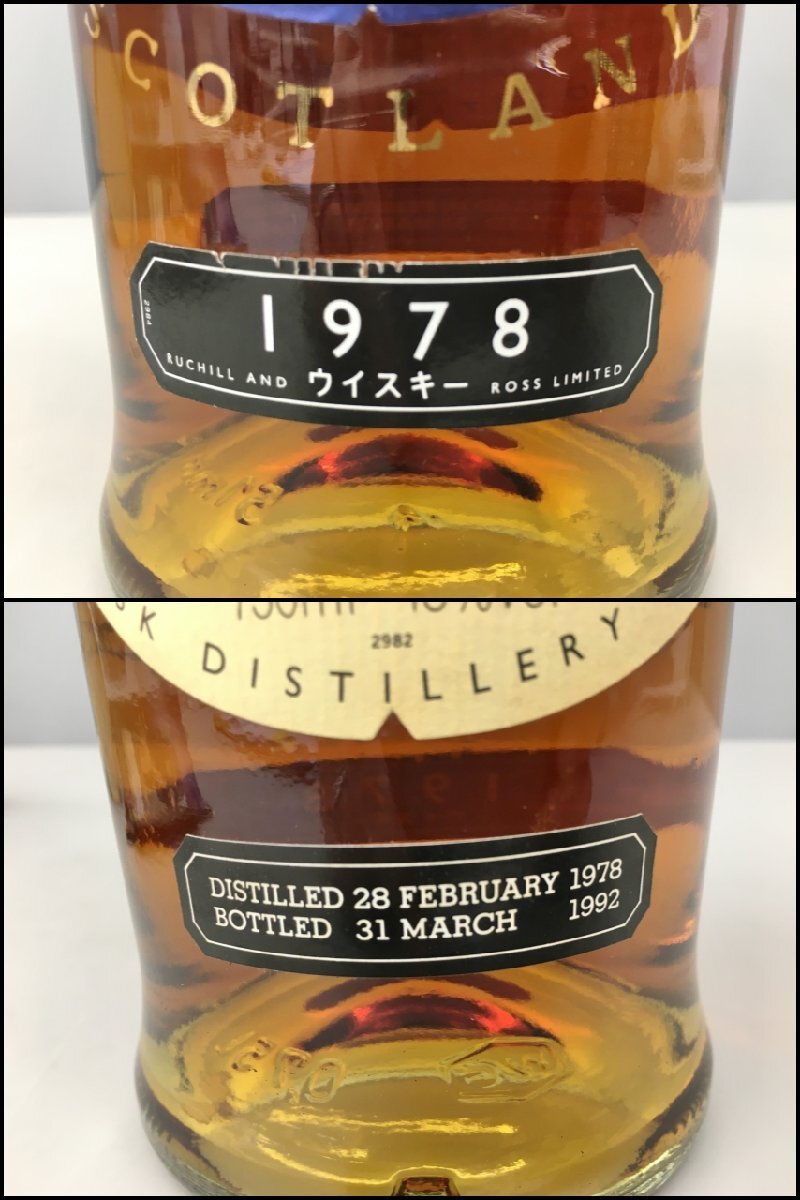 SCOTLAND
1978
2984
RUCHILL AND ウイスキー ROSS LIMITED
2982
DISTILLERY
DISTILLED 28 FEBRUARY 1978
BOTTLED 31 MARCH 1992